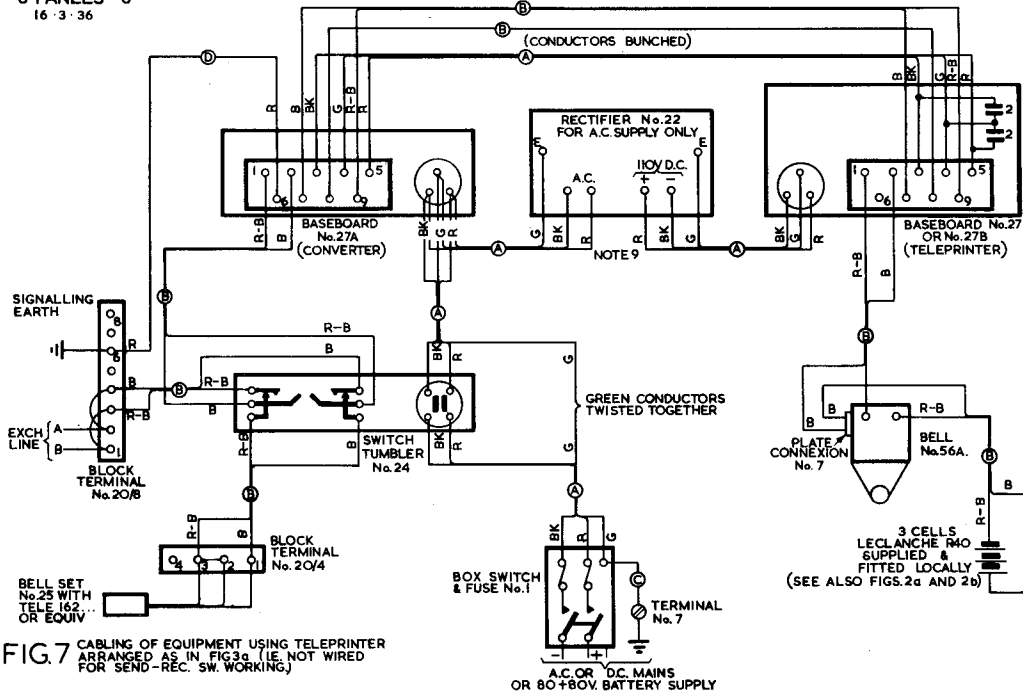 16·3·36
B
B
(CONDUCTORS BUNCHED)
D
A
R
B
BK
G
R-B
R
B
BK
G
R-B
R
RECTIFIER No.22
FOR A.C. SUPPLY ONLY
E
E
A.C.
110V D.C.
+ −
2
2
1
5
6
9
1
5
6
9
BASEBOARD
No.27A
(CONVERTER)
R-B
B
BK
G
R
A
G
BK
R
NOTE 9
R
BK
G
A
BK
G
R
BASEBOARD No.27
OR No.27B
(TELEPRINTER)
R-B
B
SIGNALLING
EARTH
8
6
R
B
R-B
EXCH
LINE
A
B
1
BLOCK
TERMINAL
No. 20/8
B
B
R-B
B
R-B
B
A
BK
R
G
SWITCH
TUMBLER
No.24
R-B
B
BK
R
G
GREEN CONDUCTORS
TWISTED TOGETHER
B
B
B
R-B
PLATE
CONNEXION
No. 7
BELL
No.56A.
B
B
R-B
B
R-B
B
4
3
2
1
BLOCK
TERMINAL
No. 20/4
A
BK
R
G
3 CELLS
LECLANCHE R40
SUPPLIED &
FITTED LOCALLY
(SEE ALSO FIGS.2a AND 2b)
BELL SET
No.25 WITH
TELE 162...
OR EQUIV
BOX SWITCH
& FUSE No.1
C
TERMINAL
No. 7
− +
A.C. OR D.C. MAINS
OR 80+80V. BATTERY SUPPLY
FIG.7 CABLING OF EQUIPMENT USING TELEPRINTER
ARRANGED AS IN FIG3a (I.E. NOT WIRED
FOR SEND-REC. SW. WORKING.)